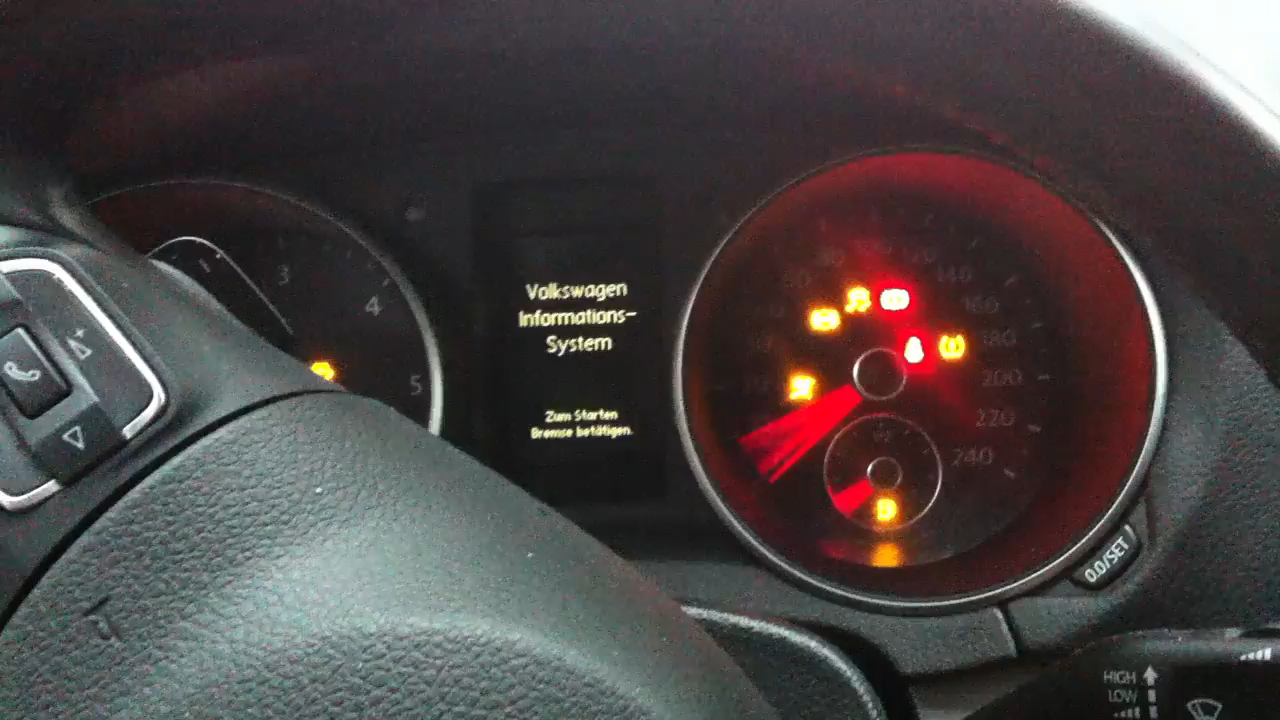 Volkswagen
Informations-
System
Zum Starten
Bremse betätigen.
3
4
5
140
160
180
200
220
240
0.0/SET
HIGH
LOW